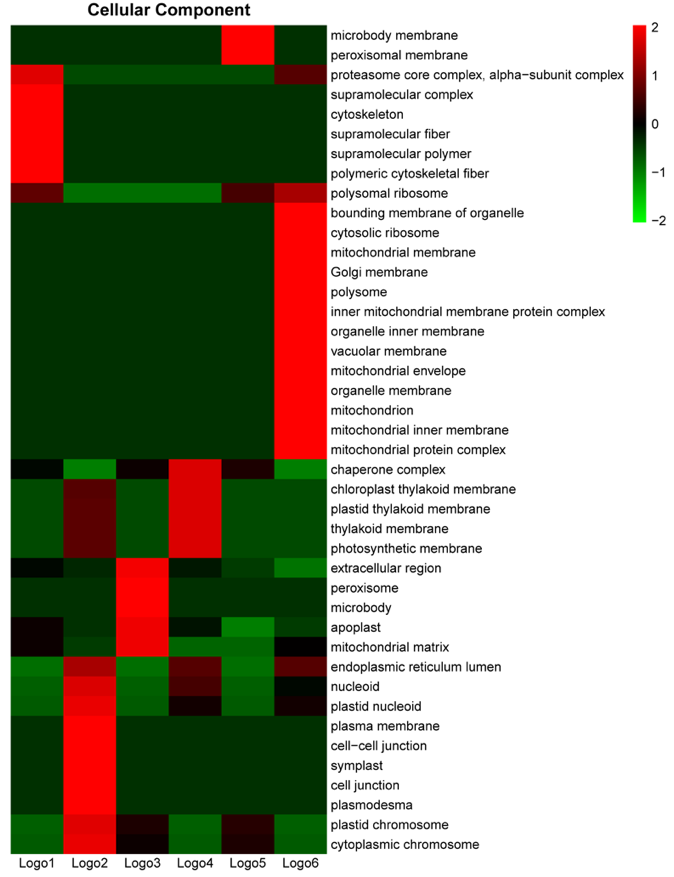 Cellular Component
microbody membrane
peroxisomal membrane
proteasome core complex, alpha−subunit complex
supramolecular complex
cytoskeleton
supramolecular fiber
supramolecular polymer
polymeric cytoskeletal fiber
polysomal ribosome
bounding membrane of organelle
cytosolic ribosome
mitochondrial membrane
Golgi membrane
polysome
inner mitochondrial membrane protein complex
organelle inner membrane
vacuolar membrane
mitochondrial envelope
organelle membrane
mitochondrion
mitochondrial inner membrane
mitochondrial protein complex
chaperone complex
chloroplast thylakoid membrane
plastid thylakoid membrane
thylakoid membrane
photosynthetic membrane
extracellular region
peroxisome
microbody
apoplast
mitochondrial matrix
endoplasmic reticulum lumen
nucleoid
plastid nucleoid
plasma membrane
cell−cell junction
symplast
cell junction
plasmodesma
plastid chromosome
cytoplasmic chromosome
Logo1 Logo2 Logo3 Logo4 Logo5 Logo6
2
1
0
−1
−2